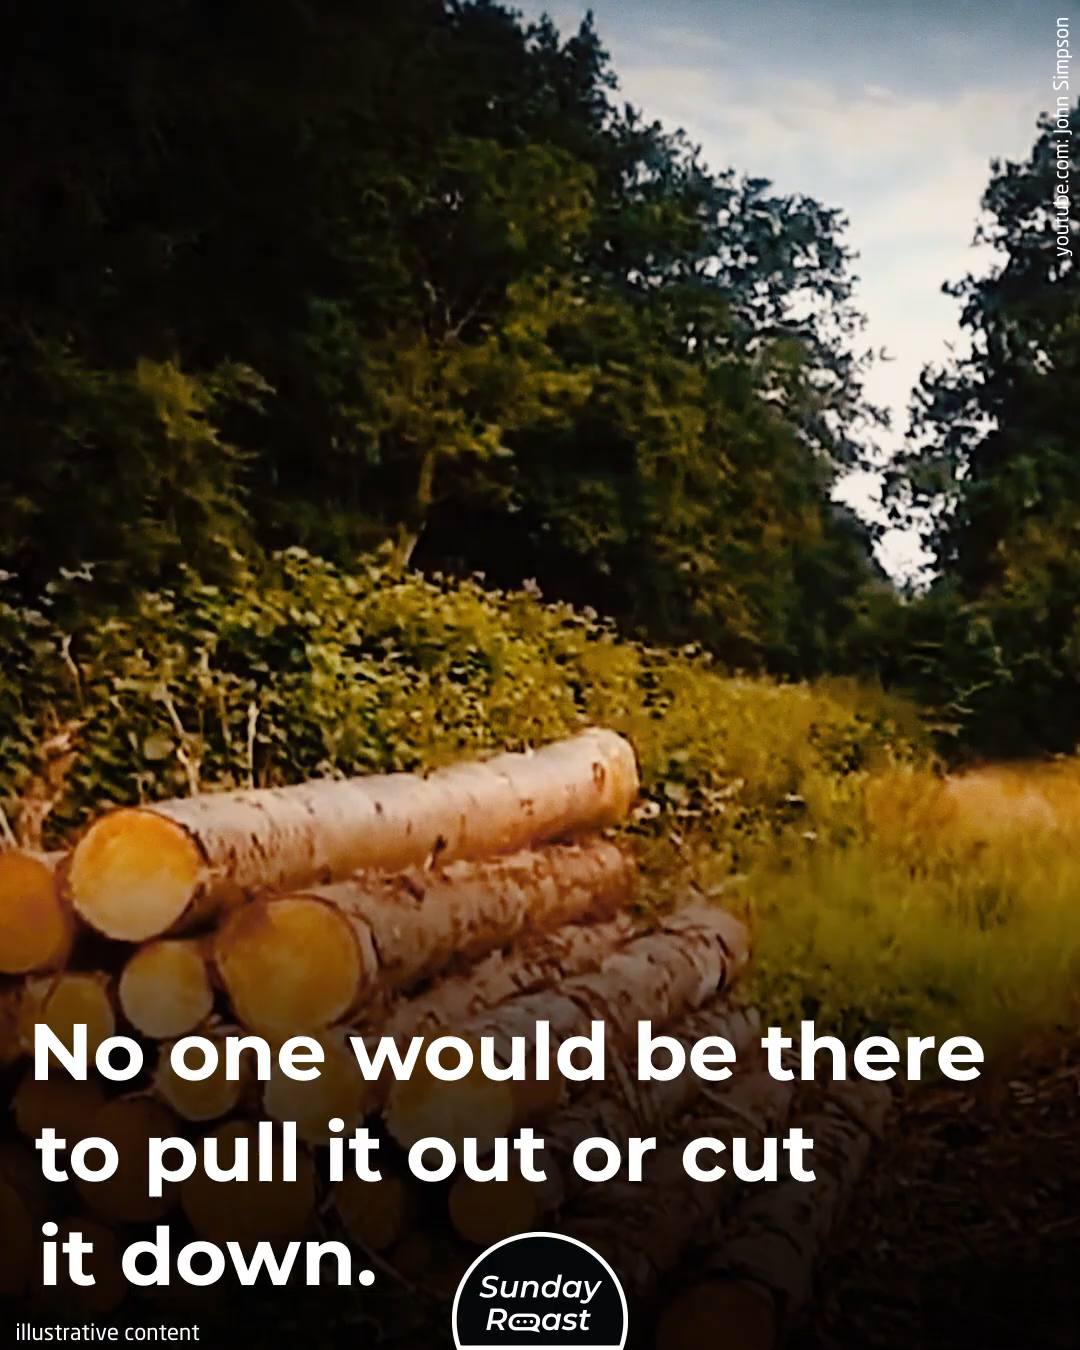 youtube.com: John Simpson
No one would be there
to pull it out or cut
it down.
Sunday
Roast
illustrative content